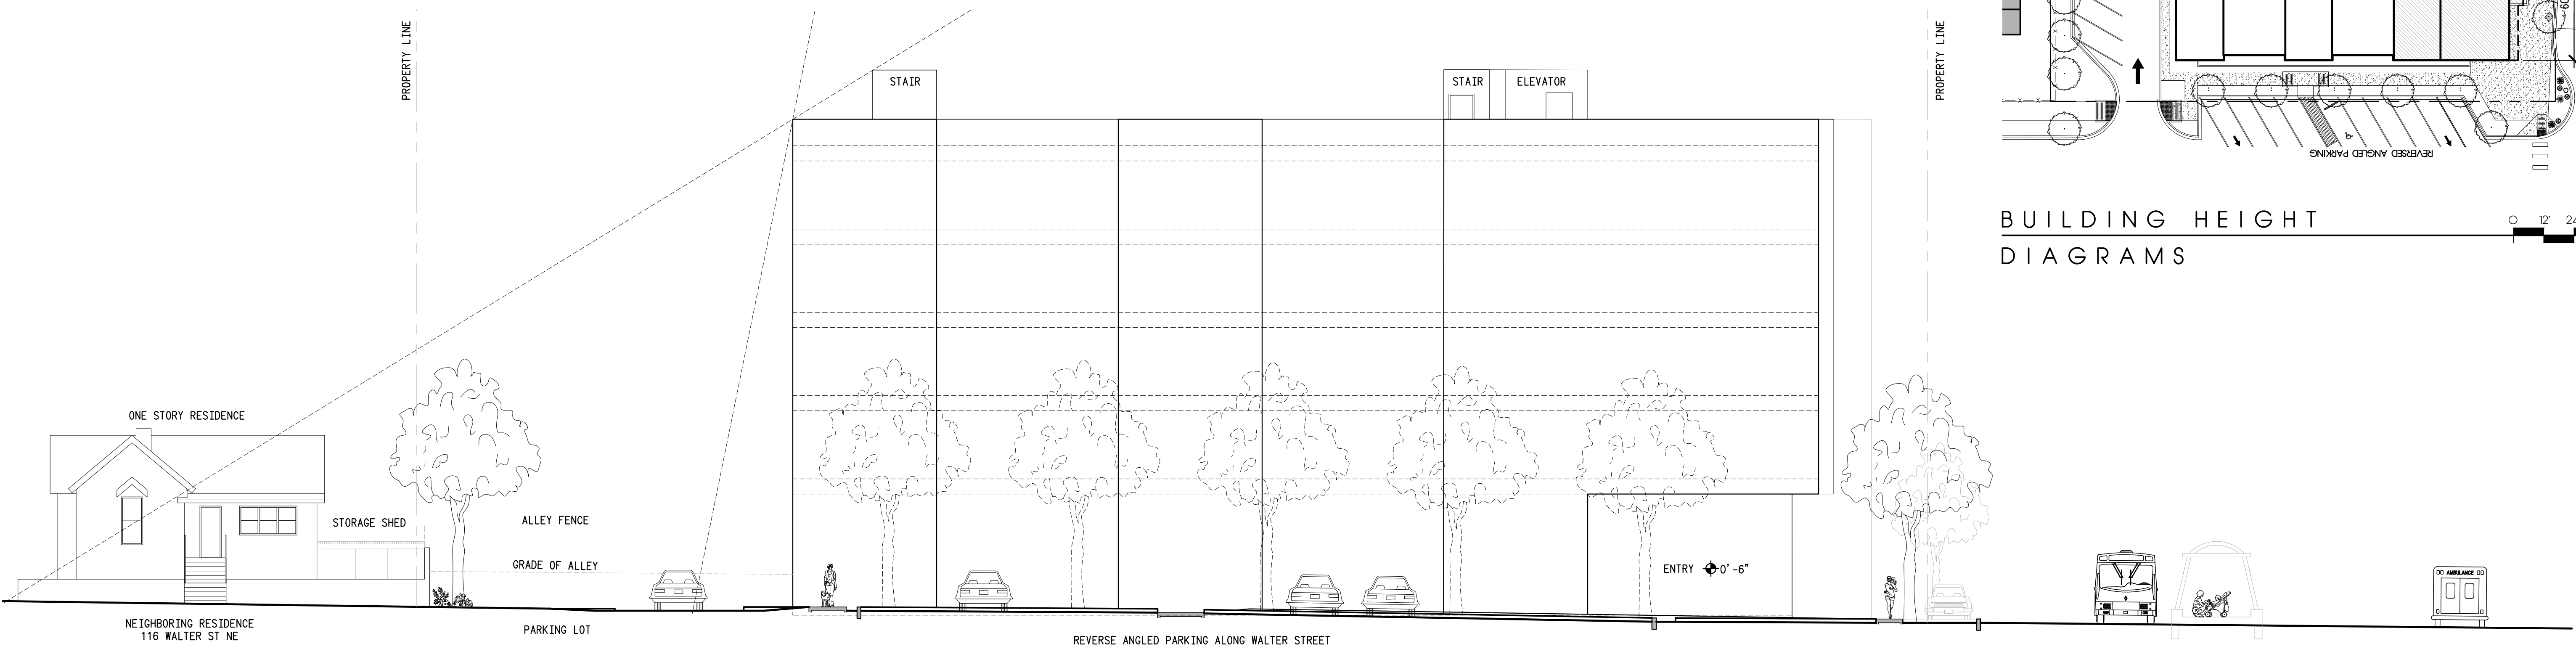 PROPERTY LINE
STAIR
STAIR
ELEVATOR
PROPERTY LINE
REVERSED ANGLED PARKING
BUILDING HEIGHT
DIAGRAMS
0 12'
ONE STORY RESIDENCE
STORAGE SHED
ALLEY FENCE
GRADE OF ALLEY
ENTRY 0'-6"
AMBULANCE
NEIGHBORING RESIDENCE
116 WALTER ST NE
PARKING LOT
REVERSE ANGLED PARKING ALONG WALTER STREET